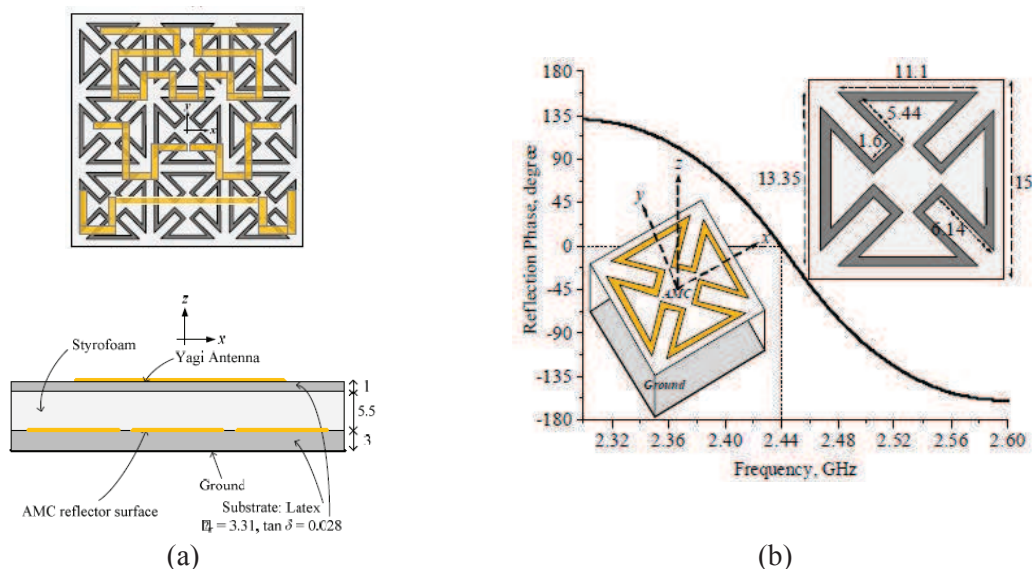 y
x
z
x
Styrofoam
Yagi Antenna
1
5.5
3
Ground
Substrate: Latex
AMC reflector surface
= 3.31, tan δ = 0.028
(a)
180
135
90
45
0
-45
-90
-135
-180
Reflection Phase, degree
2.32 2.36 2.40 2.44 2.48 2.52 2.56 2.60
Frequency, GHz
z
y
x
AMC
Ground
11.1
5.44
1.6
13.35
15
6.14
(b)